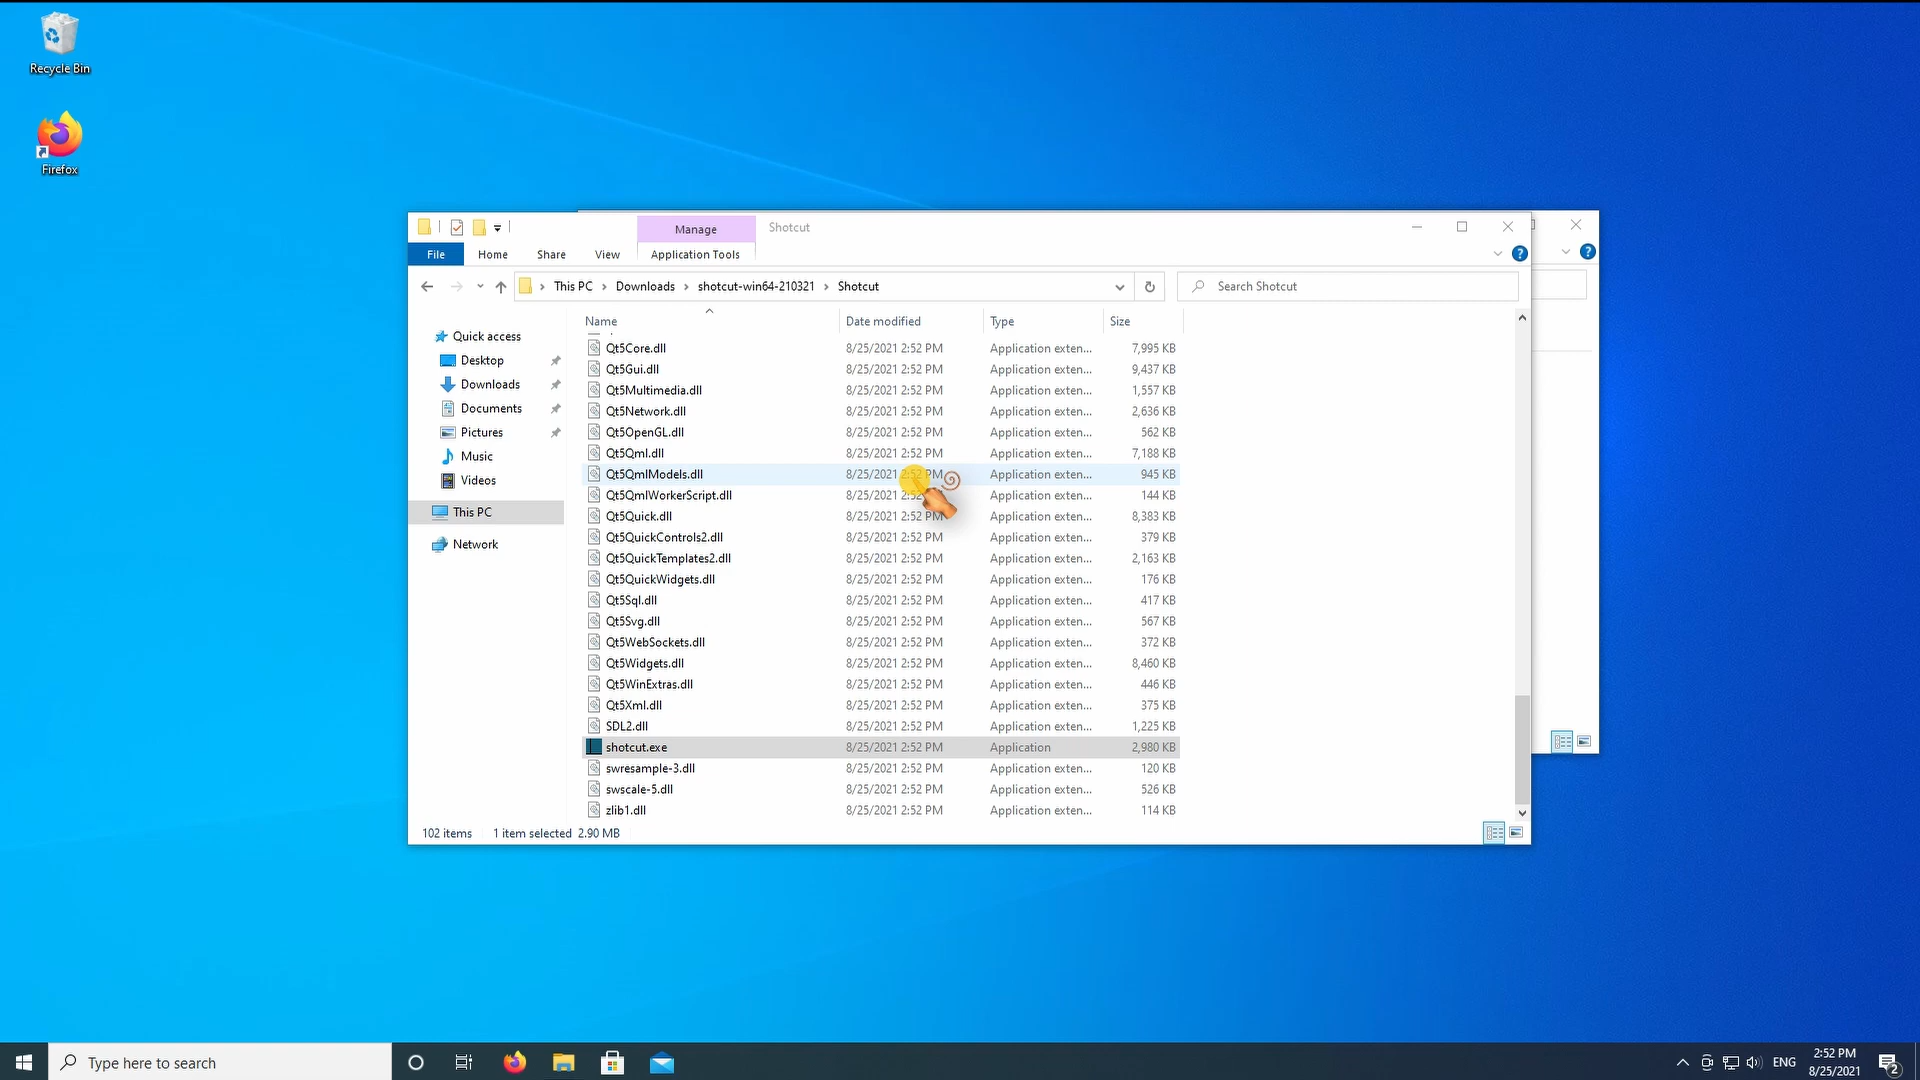 Recycle Bin
Firefox
Manage Shotcut
File Home Share View Application Tools
This PC Downloads shotcut-win64-210321 Shotcut Search Shotcut
Name Date modified Type Size
Quick access
Desktop
Downloads
Documents
Pictures
Music
Videos
This PC
Network
Qt5Core.dll 8/25/2021 2:52 PM Application exten... 7,995 KB
Qt5Gui.dll 8/25/2021 2:52 PM Application exten... 9,437 KB
Qt5Multimedia.dll 8/25/2021 2:52 PM Application exten... 1,557 KB
Qt5Network.dll 8/25/2021 2:52 PM Application exten... 2,636 KB
Qt5OpenGL.dll 8/25/2021 2:52 PM Application exten... 562 KB
Qt5Qml.dll 8/25/2021 2:52 PM Application exten... 7,188 KB
Qt5QmlModels.dll 8/25/2021 2:52 PM Application exten... 945 KB
Qt5QmlWorkerScript.dll 8/25/2021 2:52 Application exten... 144 KB
Qt5Quick.dll 8/25/2021 2:52 PM Application exten... 8,383 KB
Qt5QuickControls2.dll 8/25/2021 2:52 PM Application exten... 379 KB
Qt5QuickTemplates2.dll 8/25/2021 2:52 PM Application exten... 2,163 KB
Qt5QuickWidgets.dll 8/25/2021 2:52 PM Application exten... 176 KB
Qt5Sql.dll 8/25/2021 2:52 PM Application exten... 417 KB
Qt5Svg.dll 8/25/2021 2:52 PM Application exten... 567 KB
Qt5WebSockets.dll 8/25/2021 2:52 PM Application exten... 372 KB
Qt5Widgets.dll 8/25/2021 2:52 PM Application exten... 8,460 KB
Qt5WinExtras.dll 8/25/2021 2:52 PM Application exten... 446 KB
Qt5Xml.dll 8/25/2021 2:52 PM Application exten... 375 KB
SDL2.dll 8/25/2021 2:52 PM Application exten... 1,225 KB
shotcut.exe 8/25/2021 2:52 PM Application 2,980 KB
swresample-3.dll 8/25/2021 2:52 PM Application exten... 120 KB
swscale-5.dll 8/25/2021 2:52 PM Application exten... 526 KB
zlib1.dll 8/25/2021 2:52 PM Application exten... 114 KB
102 items 1 item selected 2.90 MB
Type here to search
ENG
2:52 PM
8/25/2021
2